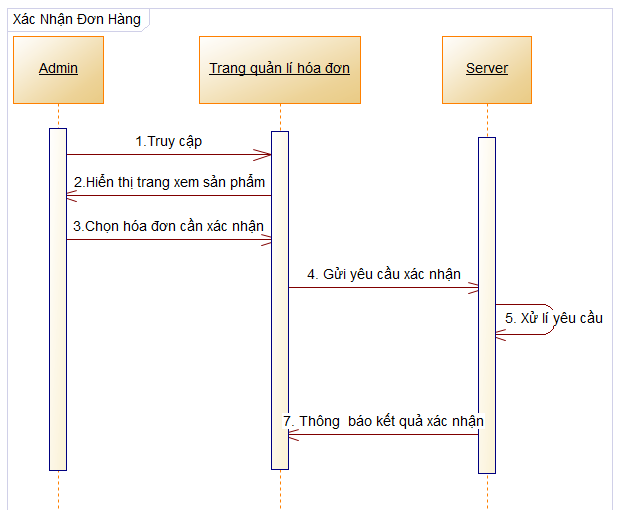 Xác Nhận Đơn Hàng
Admin
Trang quản lí hóa đơn
Server
1.Truy cập
2.Hiển thị trang xem sản phẩm
3.Chọn hóa đơn cần xác nhận
4. Gửi yêu cầu xác nhận
5. Xử lí yêu cầu
7. Thông báo kết quả xác nhận